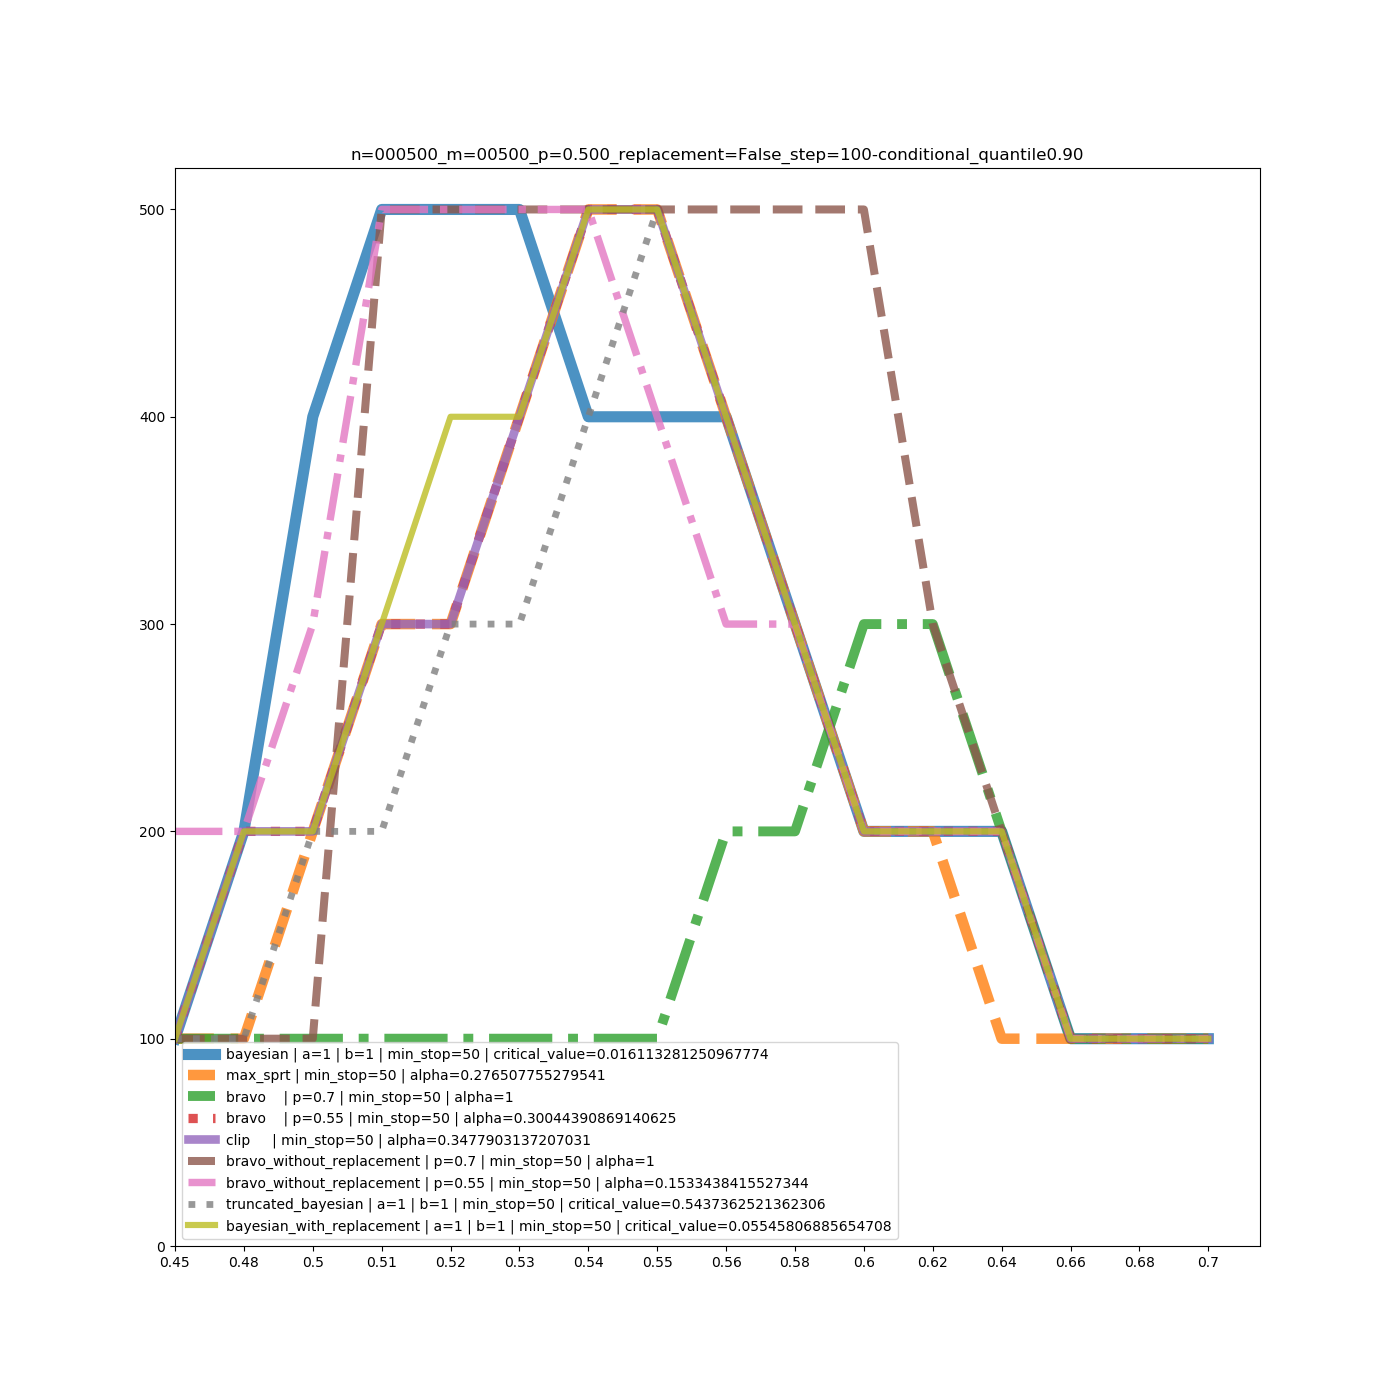 n=000500_m=00500_p=0.500_replacement=False_step=100-conditional_quantile0.90
500
400
300
200
100
0
bayesian | a=1 | b=1 | min_stop=50 | critical_value=0.016113281250967774
max_sprt | min_stop=50 | alpha=0.276507755279541
bravo | p=0.7 | min_stop=50 | alpha=1
bravo | p=0.55 | min_stop=50 | alpha=0.30044390869140625
clip | min_stop=50 | alpha=0.3477903137207031
bravo_without_replacement | p=0.7 | min_stop=50 | alpha=1
bravo_without_replacement | p=0.55 | min_stop=50 | alpha=0.1533438415527344
truncated_bayesian | a=1 | b=1 | min_stop=50 | critical_value=0.5437362521362306
bayesian_with_replacement | a=1 | b=1 | min_stop=50 | critical_value=0.05545806885654708
0.45 0.48 0.5 0.51 0.52 0.53 0.54 0.55 0.56 0.58 0.6 0.62 0.64 0.66 0.68 0.7